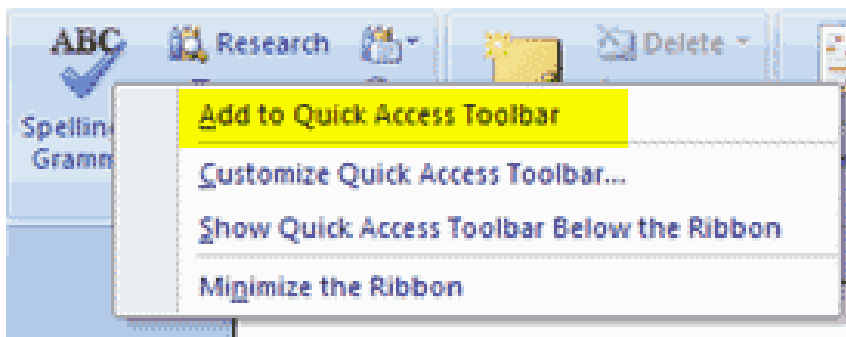 ABC
Research
Delete
Spellin
Gramm
Add to Quick Access Toolbar
Customize Quick Access Toolbar...
Show Quick Access Toolbar Below the Ribbon
Minimize the Ribbon